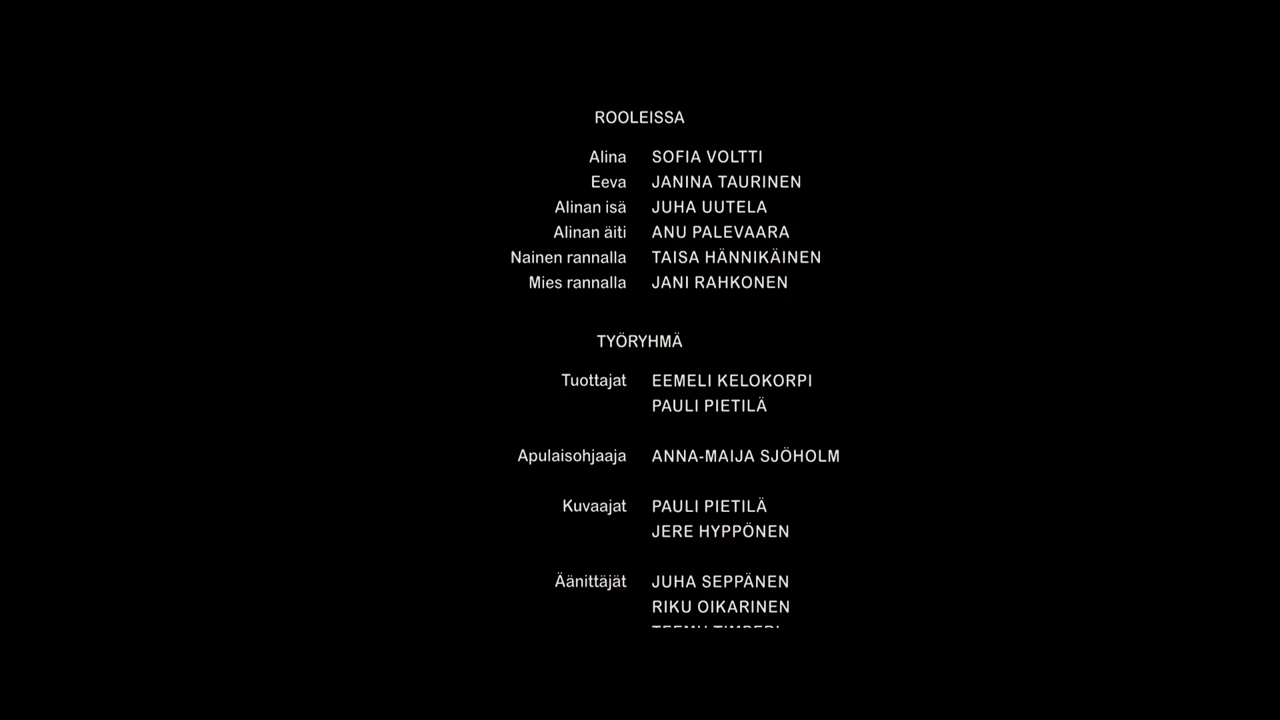 ROOLEISSA
Alina SOFIA VOLTTI
Eeva JANINA TAURINEN
Alinan isä JUHA UUTELA
Alinan äiti ANU PALEVAARA
Nainen rannalla TAISA HÄNNIKÄINEN
Mies rannalla JANI RAHKONEN
TYÖRYHMÄ
Tuottajat EEMELI KELOKORPI
PAULI PIETILÄ
Apulaisohjaaja ANNA-MAIJA SJÖHOLM
Kuvaajat PAULI PIETILÄ
JERE HYPPÖNEN
Äänittäjät JUHA SEPPÄNEN
RIKU OIKARINEN